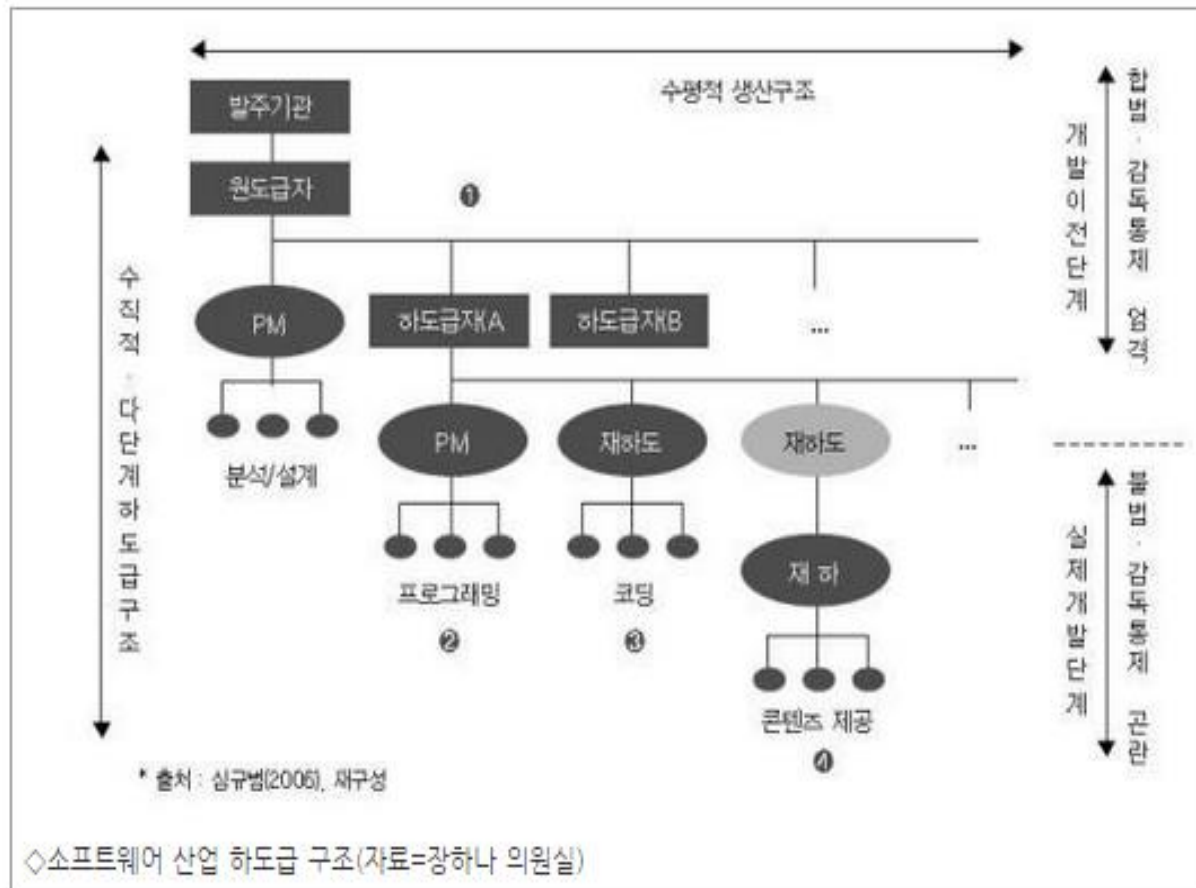 수평적 생산구조
발주기관
원도급자
❶
PM
하도급자(A
하도급자(B
...
분석/설계
PM
재하도
재하도
...
프로그래밍
❷
코딩
❸
재 하
콘텐츠 제공
❹
수직적 · 다단계하도급구조
개발이전단계
합법 · 감독통제 엄격
실제개발단계
불법 · 감독통제 곤란
* 출처 : 심규범(2006), 재구성
◇소프트웨어 산업 하도급 구조(자료=장하나 의원실)